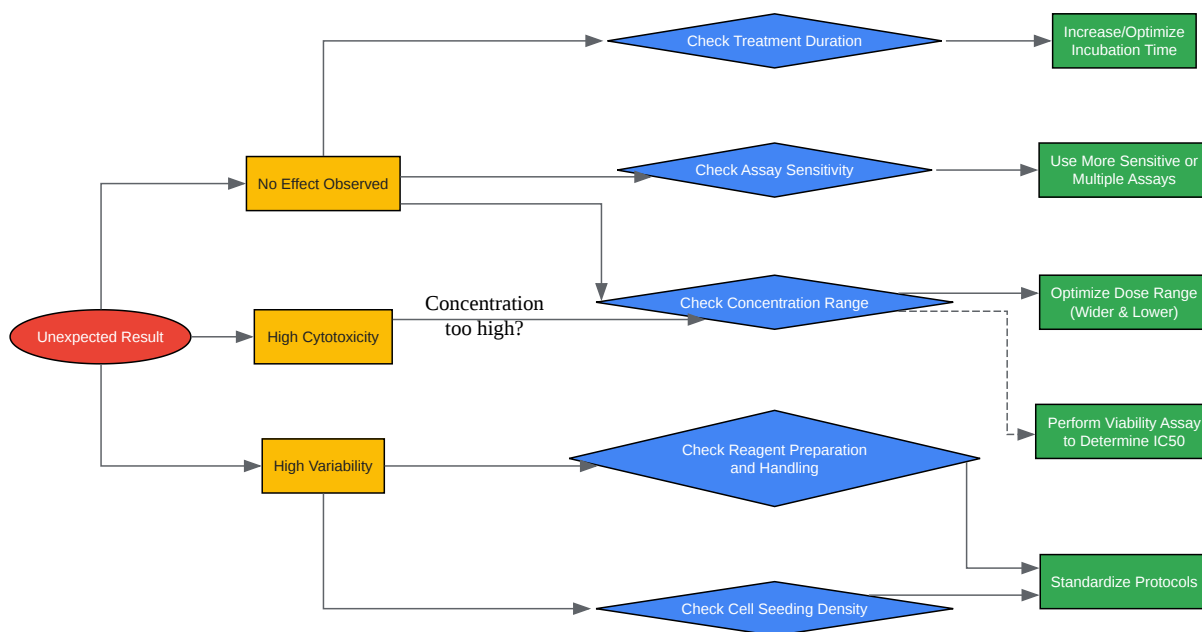 Check Treatment Duration
Increase/Optimize
Incubation Time
No Effect Observed
Check Assay Sensitivity
Use More Sensitive or
Multiple Assays
Unexpected Result
High Cytotoxicity
Concentration
too high?
Check Concentration Range
Optimize Dose Range
(Wider & Lower)
Perform Viability Assay
to Determine IC50
High Variability
Check Reagent Preparation
and Handling
Check Cell Seeding Density
Standardize Protocols